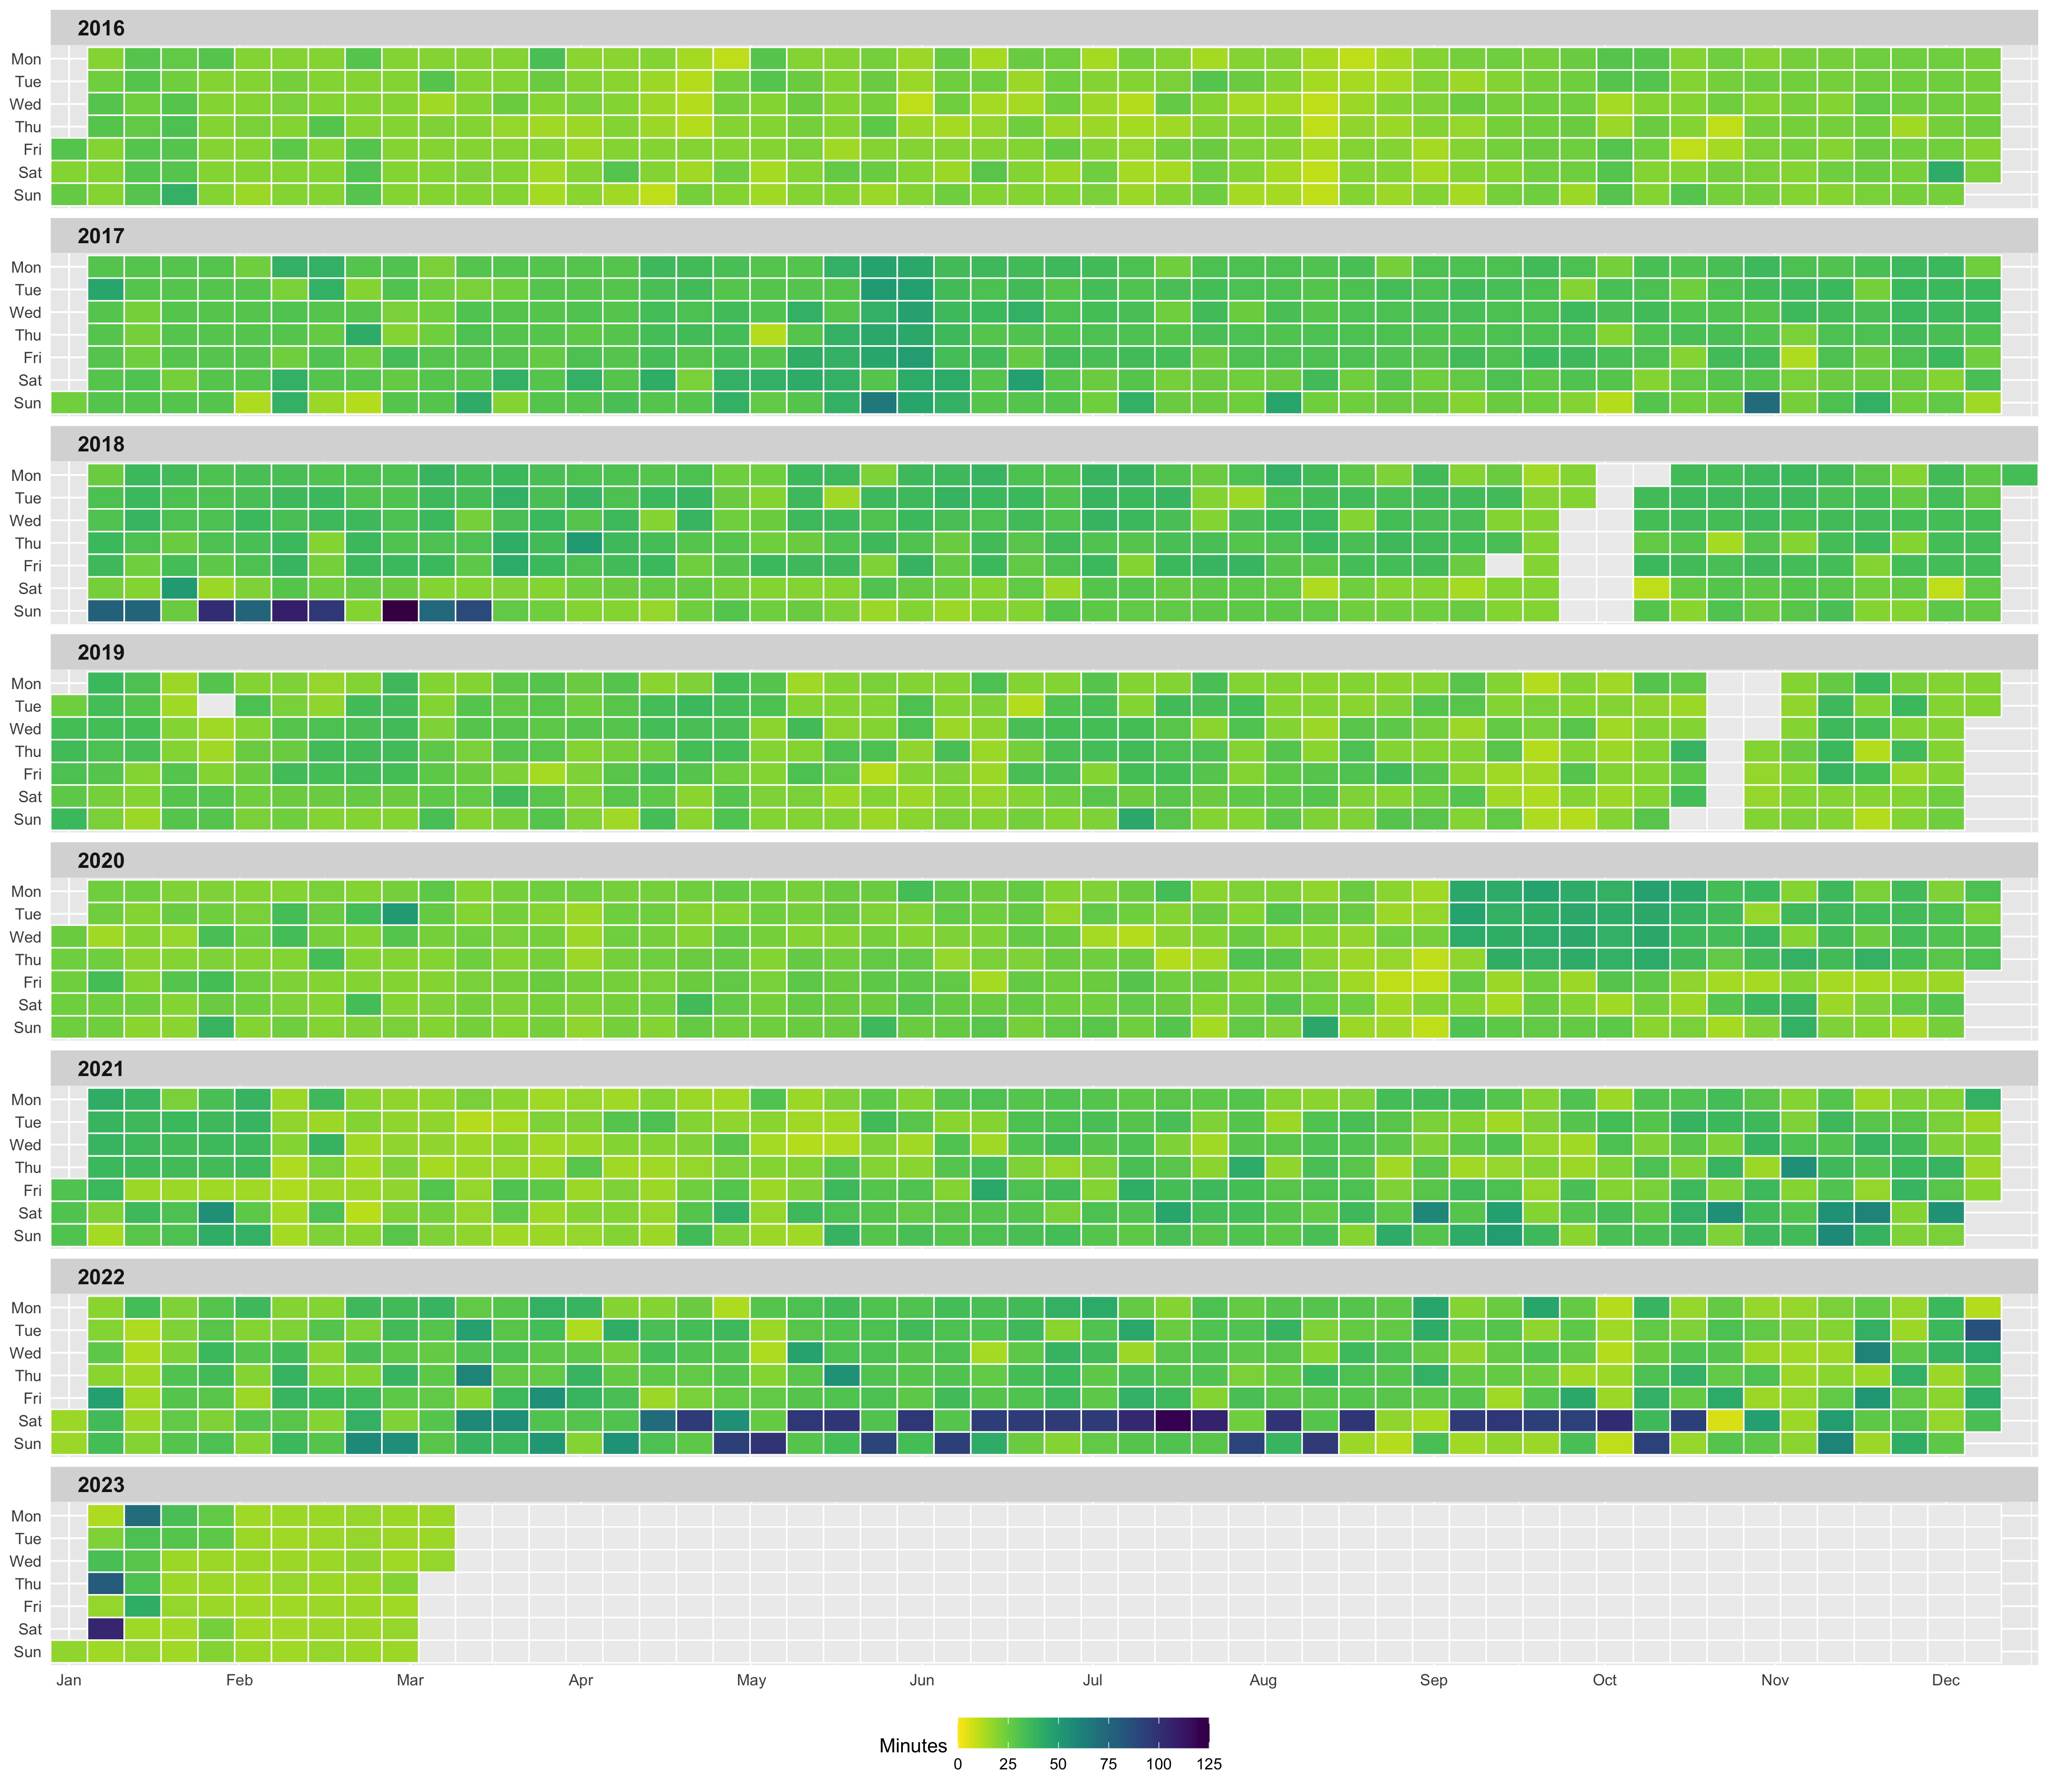 2016
Mon
Tue
Wed
Thu
Fri
Sat
Sun
2017
Mon
Tue
Wed
Thu
Fri
Sat
Sun
2018
Mon
Tue
Wed
Thu
Fri
Sat
Sun
2019
Mon
Tue
Wed
Thu
Fri
Sat
Sun
2020
Mon
Tue
Wed
Thu
Fri
Sat
Sun
2021
Mon
Tue
Wed
Thu
Fri
Sat
Sun
2022
Mon
Tue
Wed
Thu
Fri
Sat
Sun
2023
Mon
Tue
Wed
Thu
Fri
Sat
Sun
Jan Feb Mar Apr May Jun Jul Aug Sep Oct Nov Dec
Minutes
0 25 50 75 100 125